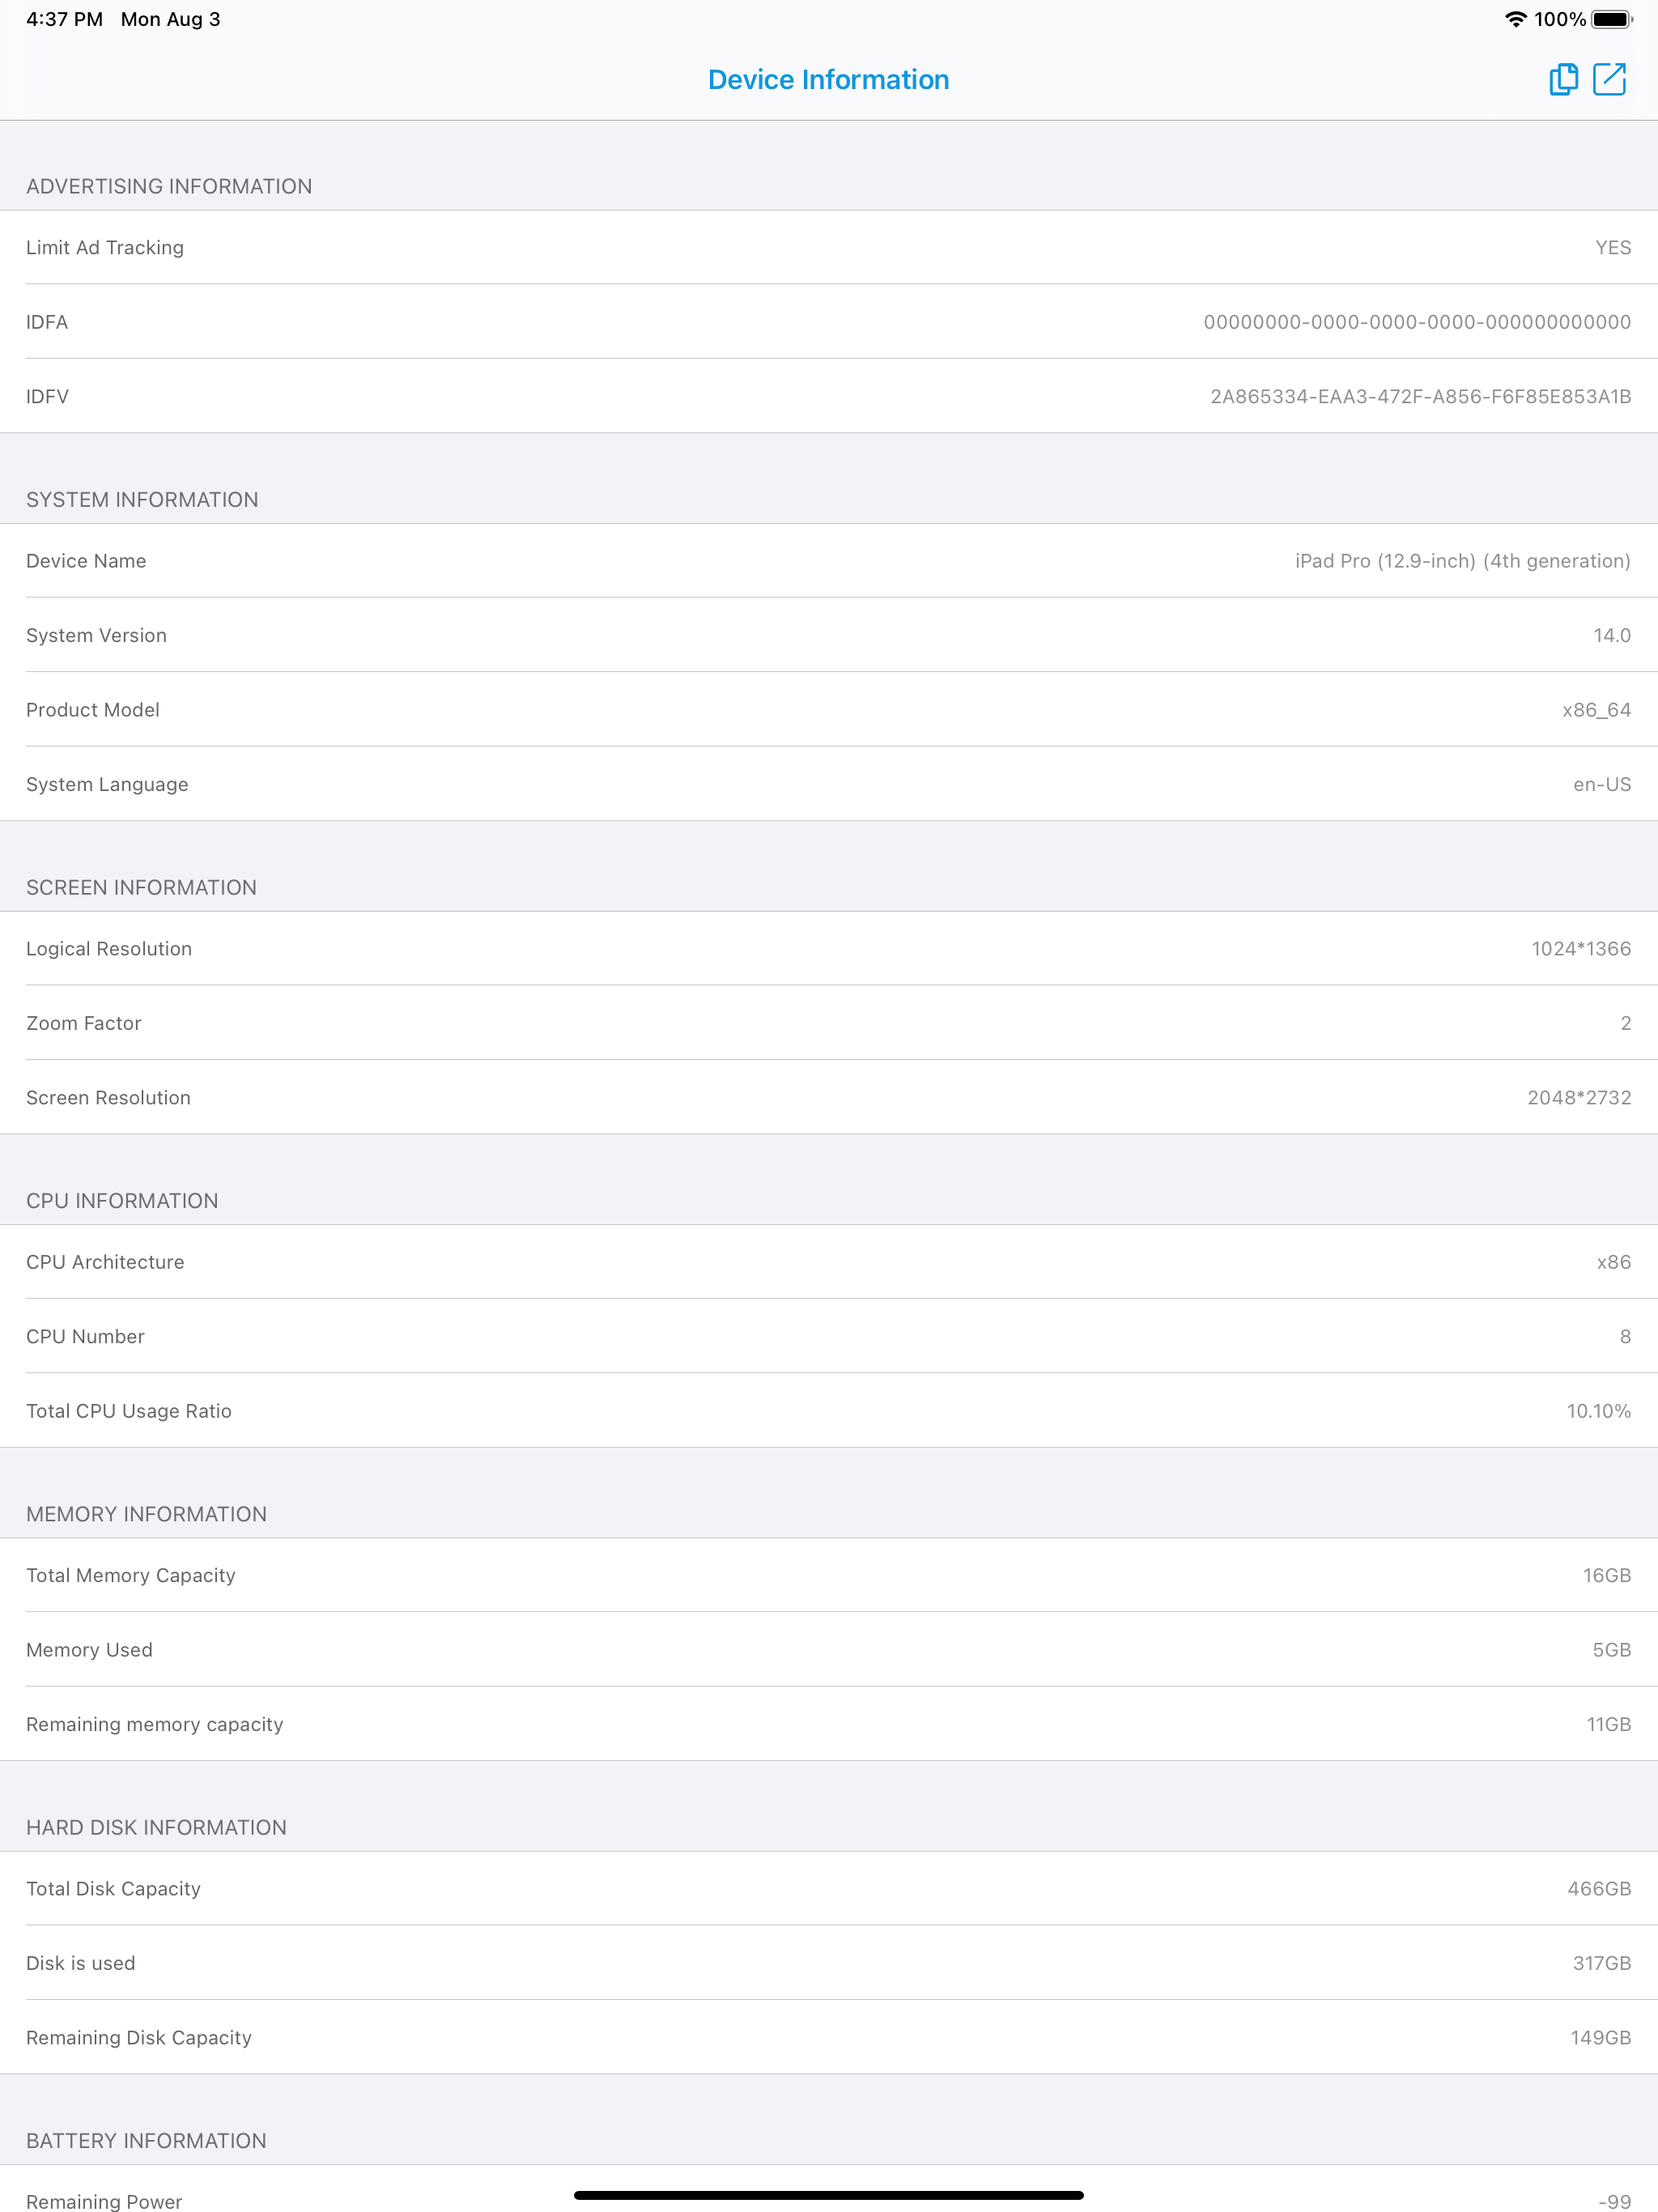 4:37 PM Mon Aug 3 100%
Device Information
ADVERTISING INFORMATION
Limit Ad Tracking YES
IDFA 00000000-0000-0000-0000-000000000000
IDFV 2A865334-EAA3-472F-A856-F6F85E853A1B
SYSTEM INFORMATION
Device Name iPad Pro (12.9-inch) (4th generation)
System Version 14.0
Product Model x86_64
System Language en-US
SCREEN INFORMATION
Logical Resolution 1024*1366
Zoom Factor 2
Screen Resolution 2048*2732
CPU INFORMATION
CPU Architecture x86
CPU Number 8
Total CPU Usage Ratio 10.10%
MEMORY INFORMATION
Total Memory Capacity 16GB
Memory Used 5GB
Remaining memory capacity 11GB
HARD DISK INFORMATION
Total Disk Capacity 466GB
Disk is used 317GB
Remaining Disk Capacity 149GB
BATTERY INFORMATION
Remaining Power -99